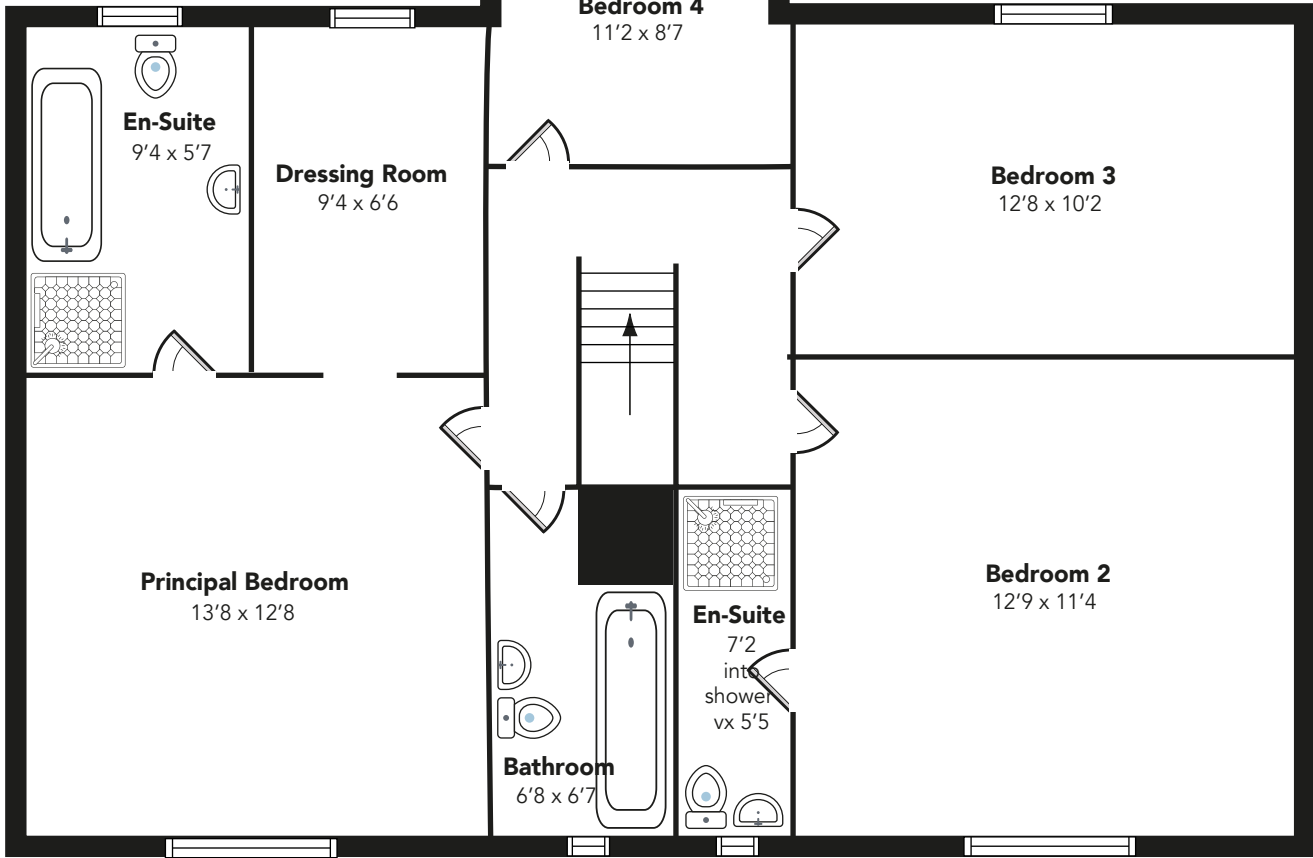 Bedroom 4
11’2 x 8’7
En-Suite
9’4 x 5’7
Dressing Room
9’4 x 6’6
Bedroom 3
12’8 x 10’2
Principal Bedroom
13’8 x 12’8
Bedroom 2
12’9 x 11’4
En-Suite
7’2
into
shower
vx 5’5
Bathroom
6’8 x 6’7